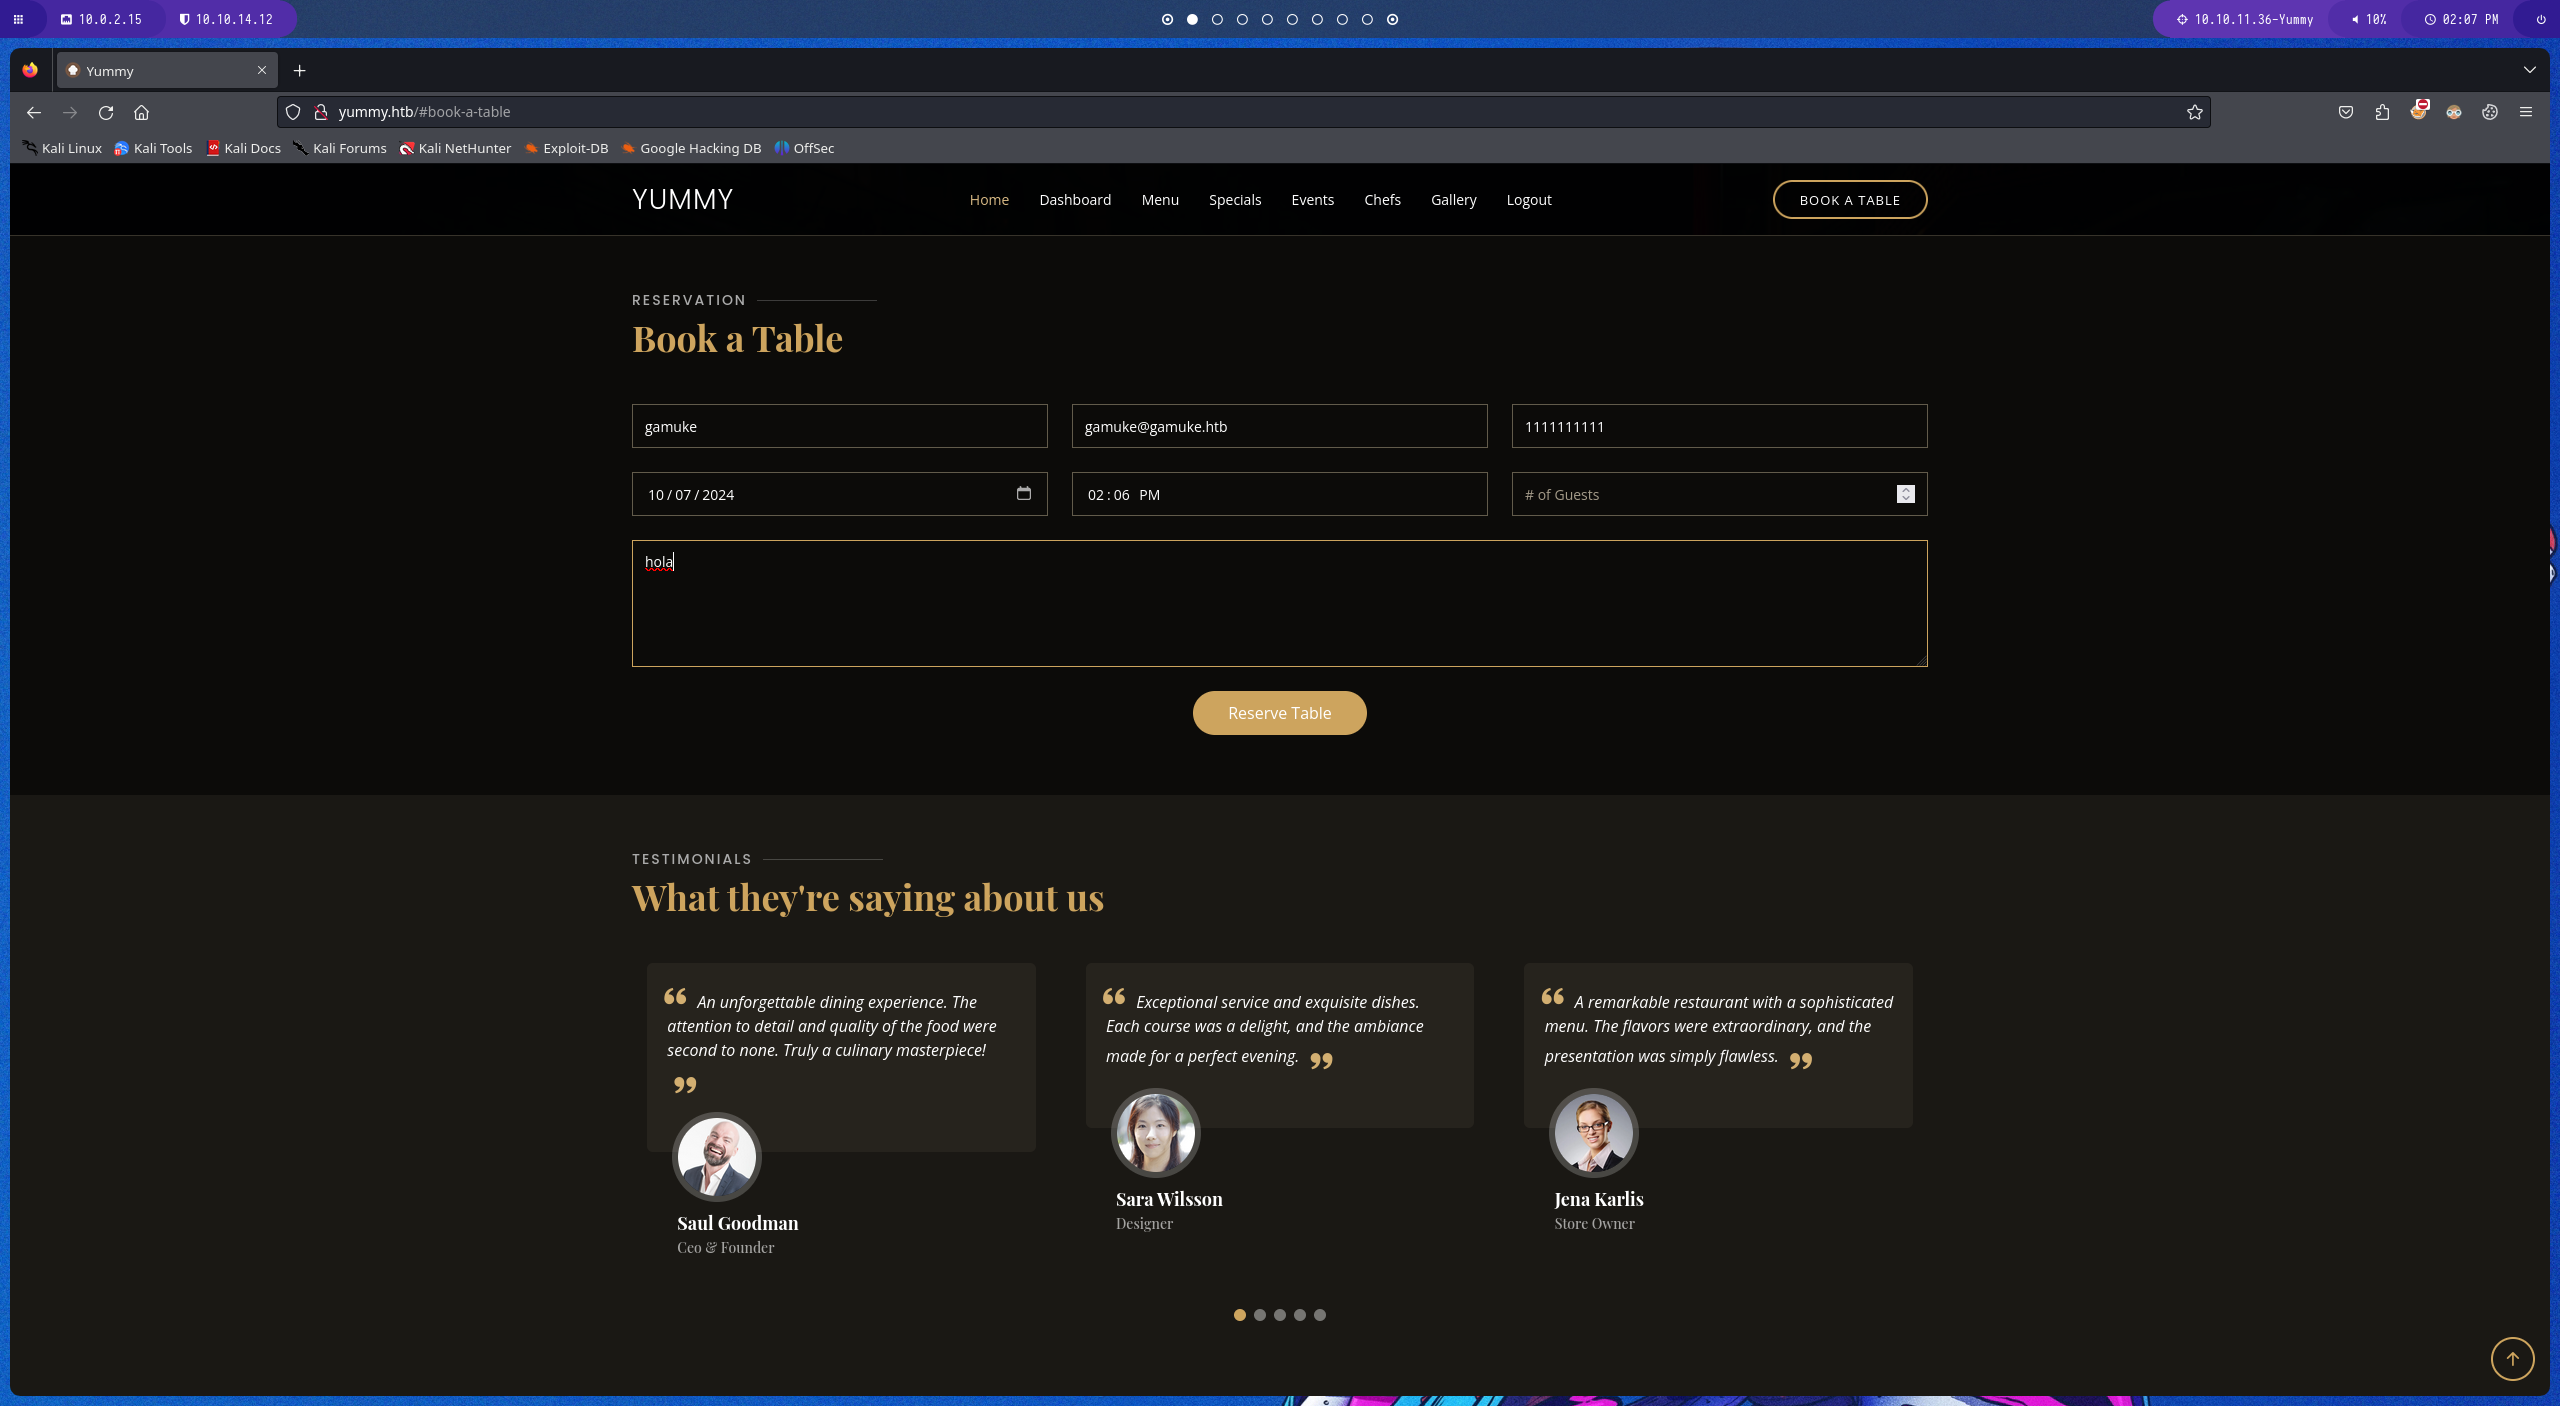 10.0.2.15 10.10.14.12 10.10.11.36-Yummy 10% 02:07 PM
Yummy
yummy.htb/#book-a-table
Kali Linux Kali Tools Kali Docs Kali Forums Kali NetHunter Exploit-DB Google Hacking DB OffSec
YUMMY Home Dashboard Menu Specials Events Chefs Gallery Logout BOOK A TABLE
RESERVATION
Book a Table
gamuke gamuke@gamuke.htb 1111111111
10/07/2024 02:06 PM # of Guests
hola
Reserve Table
TESTIMONIALS
What they're saying about us
An unforgettable dining experience. The
attention to detail and quality of the food were
second to none. Truly a culinary masterpiece!
Saul Goodman
Ceo & Founder
Exceptional service and exquisite dishes.
Each course was a delight, and the ambiance
made for a perfect evening.
Sara Wilsson
Designer
A remarkable restaurant with a sophisticated
menu. The flavors were extraordinary, and the
presentation was simply flawless.
Jena Karlis
Store Owner